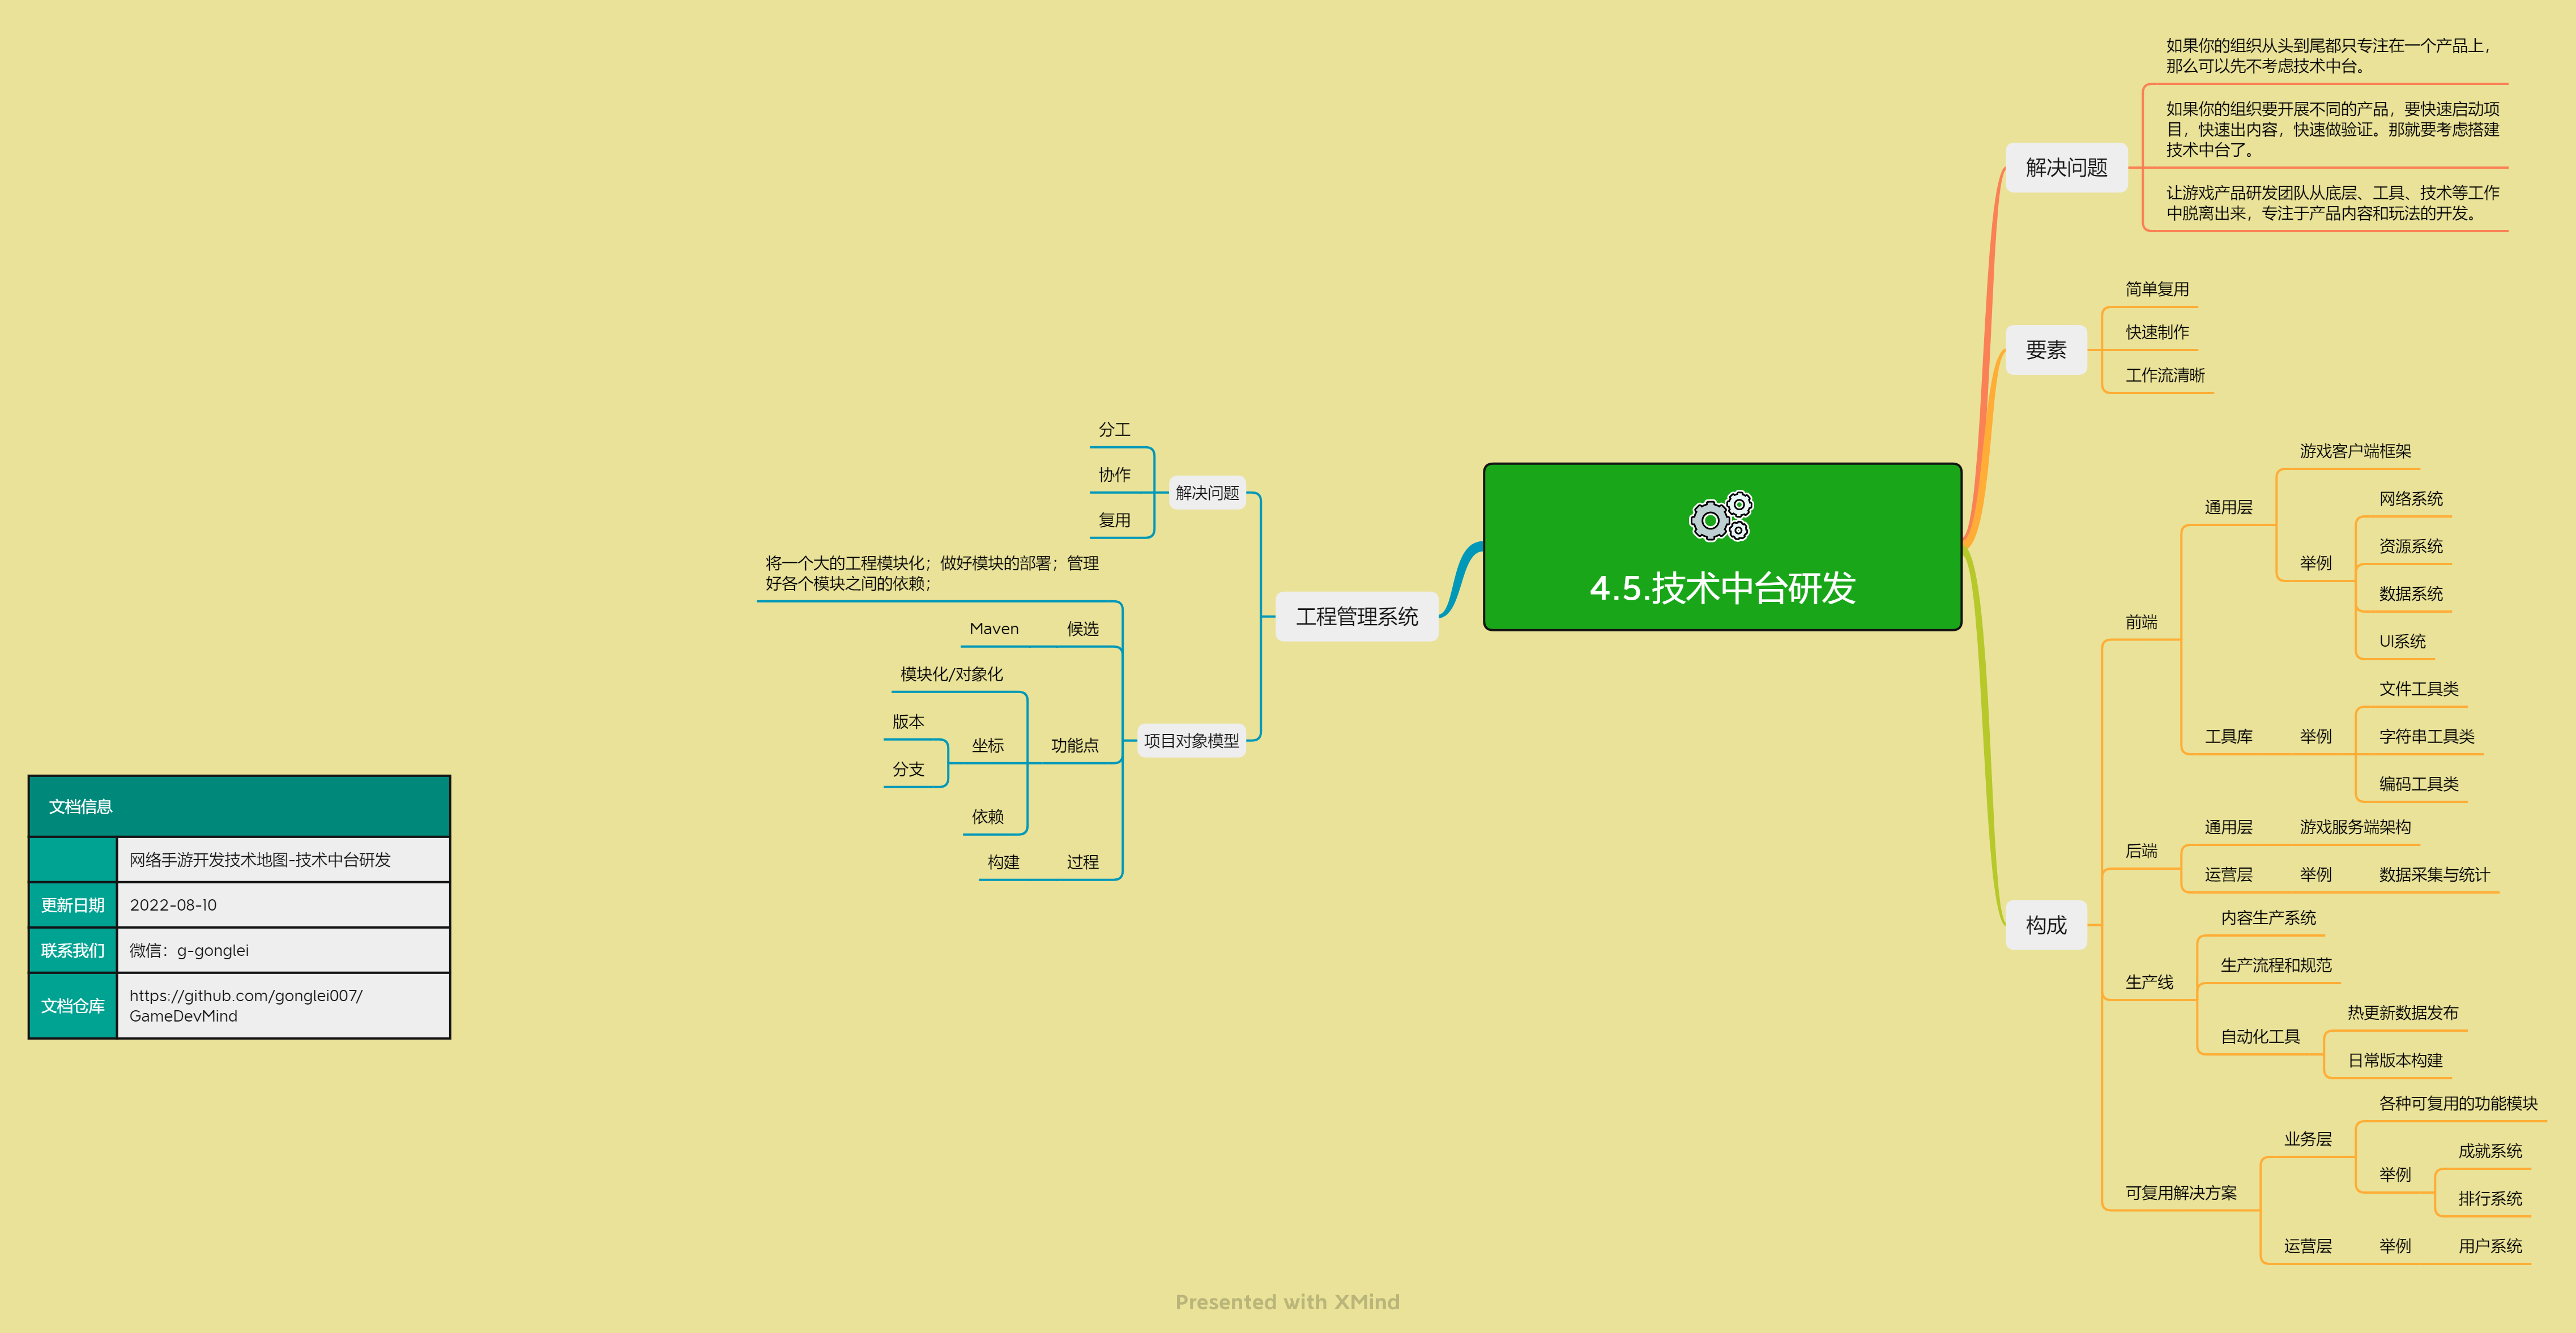 4.5.技术中台研发
解决问题
如果你的组织从头到尾都只专注在一个产品上，
那么可以先不考虑技术中台。
如果你的组织要开展不同的产品，要快速启动项
目，快速出内容，快速做验证。那就要考虑搭建
技术中台了。
让游戏产品研发团队从底层、工具、技术等工作
中脱离出来，专注于产品内容和玩法的开发。
要素
简单复用
快速制作
工作流清晰
构成
前端
通用层
游戏客户端框架
举例
网络系统
资源系统
数据系统
UI系统
工具库
举例
文件工具类
字符串工具类
编码工具类
后端
通用层
游戏服务端架构
运营层
举例
数据采集与统计
生产线
内容生产系统
生产流程和规范
自动化工具
热更新数据发布
日常版本构建
可复用解决方案
业务层
各种可复用的功能模块
举例
成就系统
排行系统
运营层
举例
用户系统
工程管理系统
解决问题
分工
协作
复用
项目对象模型
将一个大的工程模块化；做好模块的部署；管理
好各个模块之间的依赖；
候选
Maven
功能点
模块化/对象化
坐标
版本
分支
依赖
过程
构建
文档信息
网络手游开发技术地图-技术中台研发
更新日期
2022-08-10
联系我们
微信：g-gonglei
文档仓库
https://github.com/gonglei007/
GameDevMind
Presented with XMind